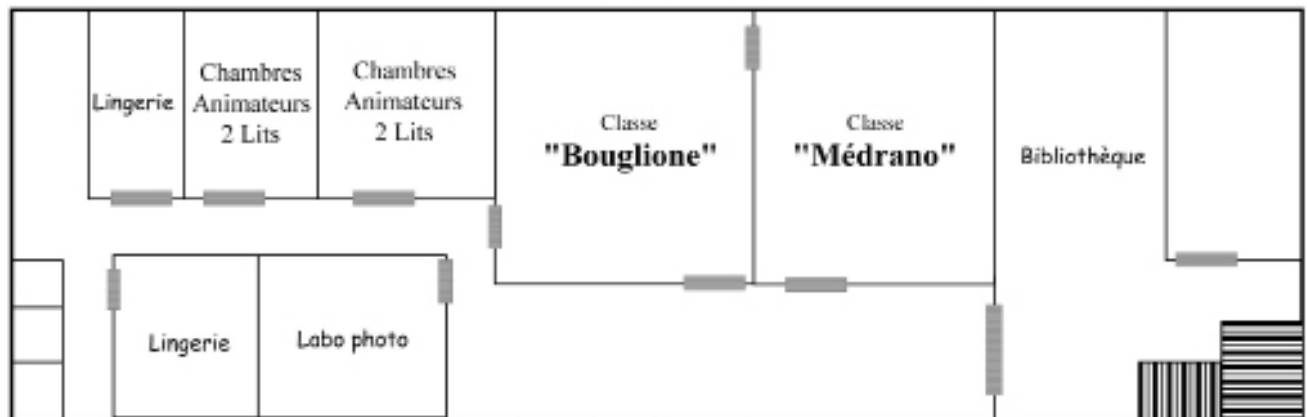 Lingerie
Chambres
Animateurs
2 Lits
Chambres
Animateurs
2 Lits
Classe
"Bouglione"
Classe
"Médrano"
Bibliothèque
Lingerie
Labo photo